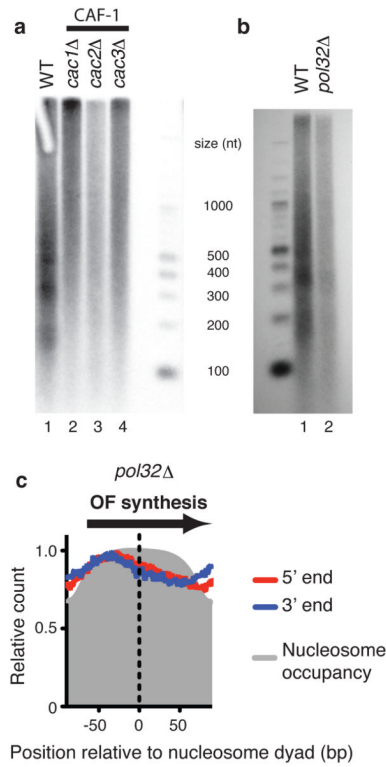 a
CAF-1
WT
cac1Δ
cac2Δ
cac3Δ
b
WT
pol32Δ
size (nt)
1000
500
400
300
200
100
1 2 3 4
1 2
c
pol32Δ
OF synthesis
1.0
0.5
0
Relative count
-50 0 50
Position relative to nucleosome dyad (bp)
5' end
3' end
Nucleosome
occupancy